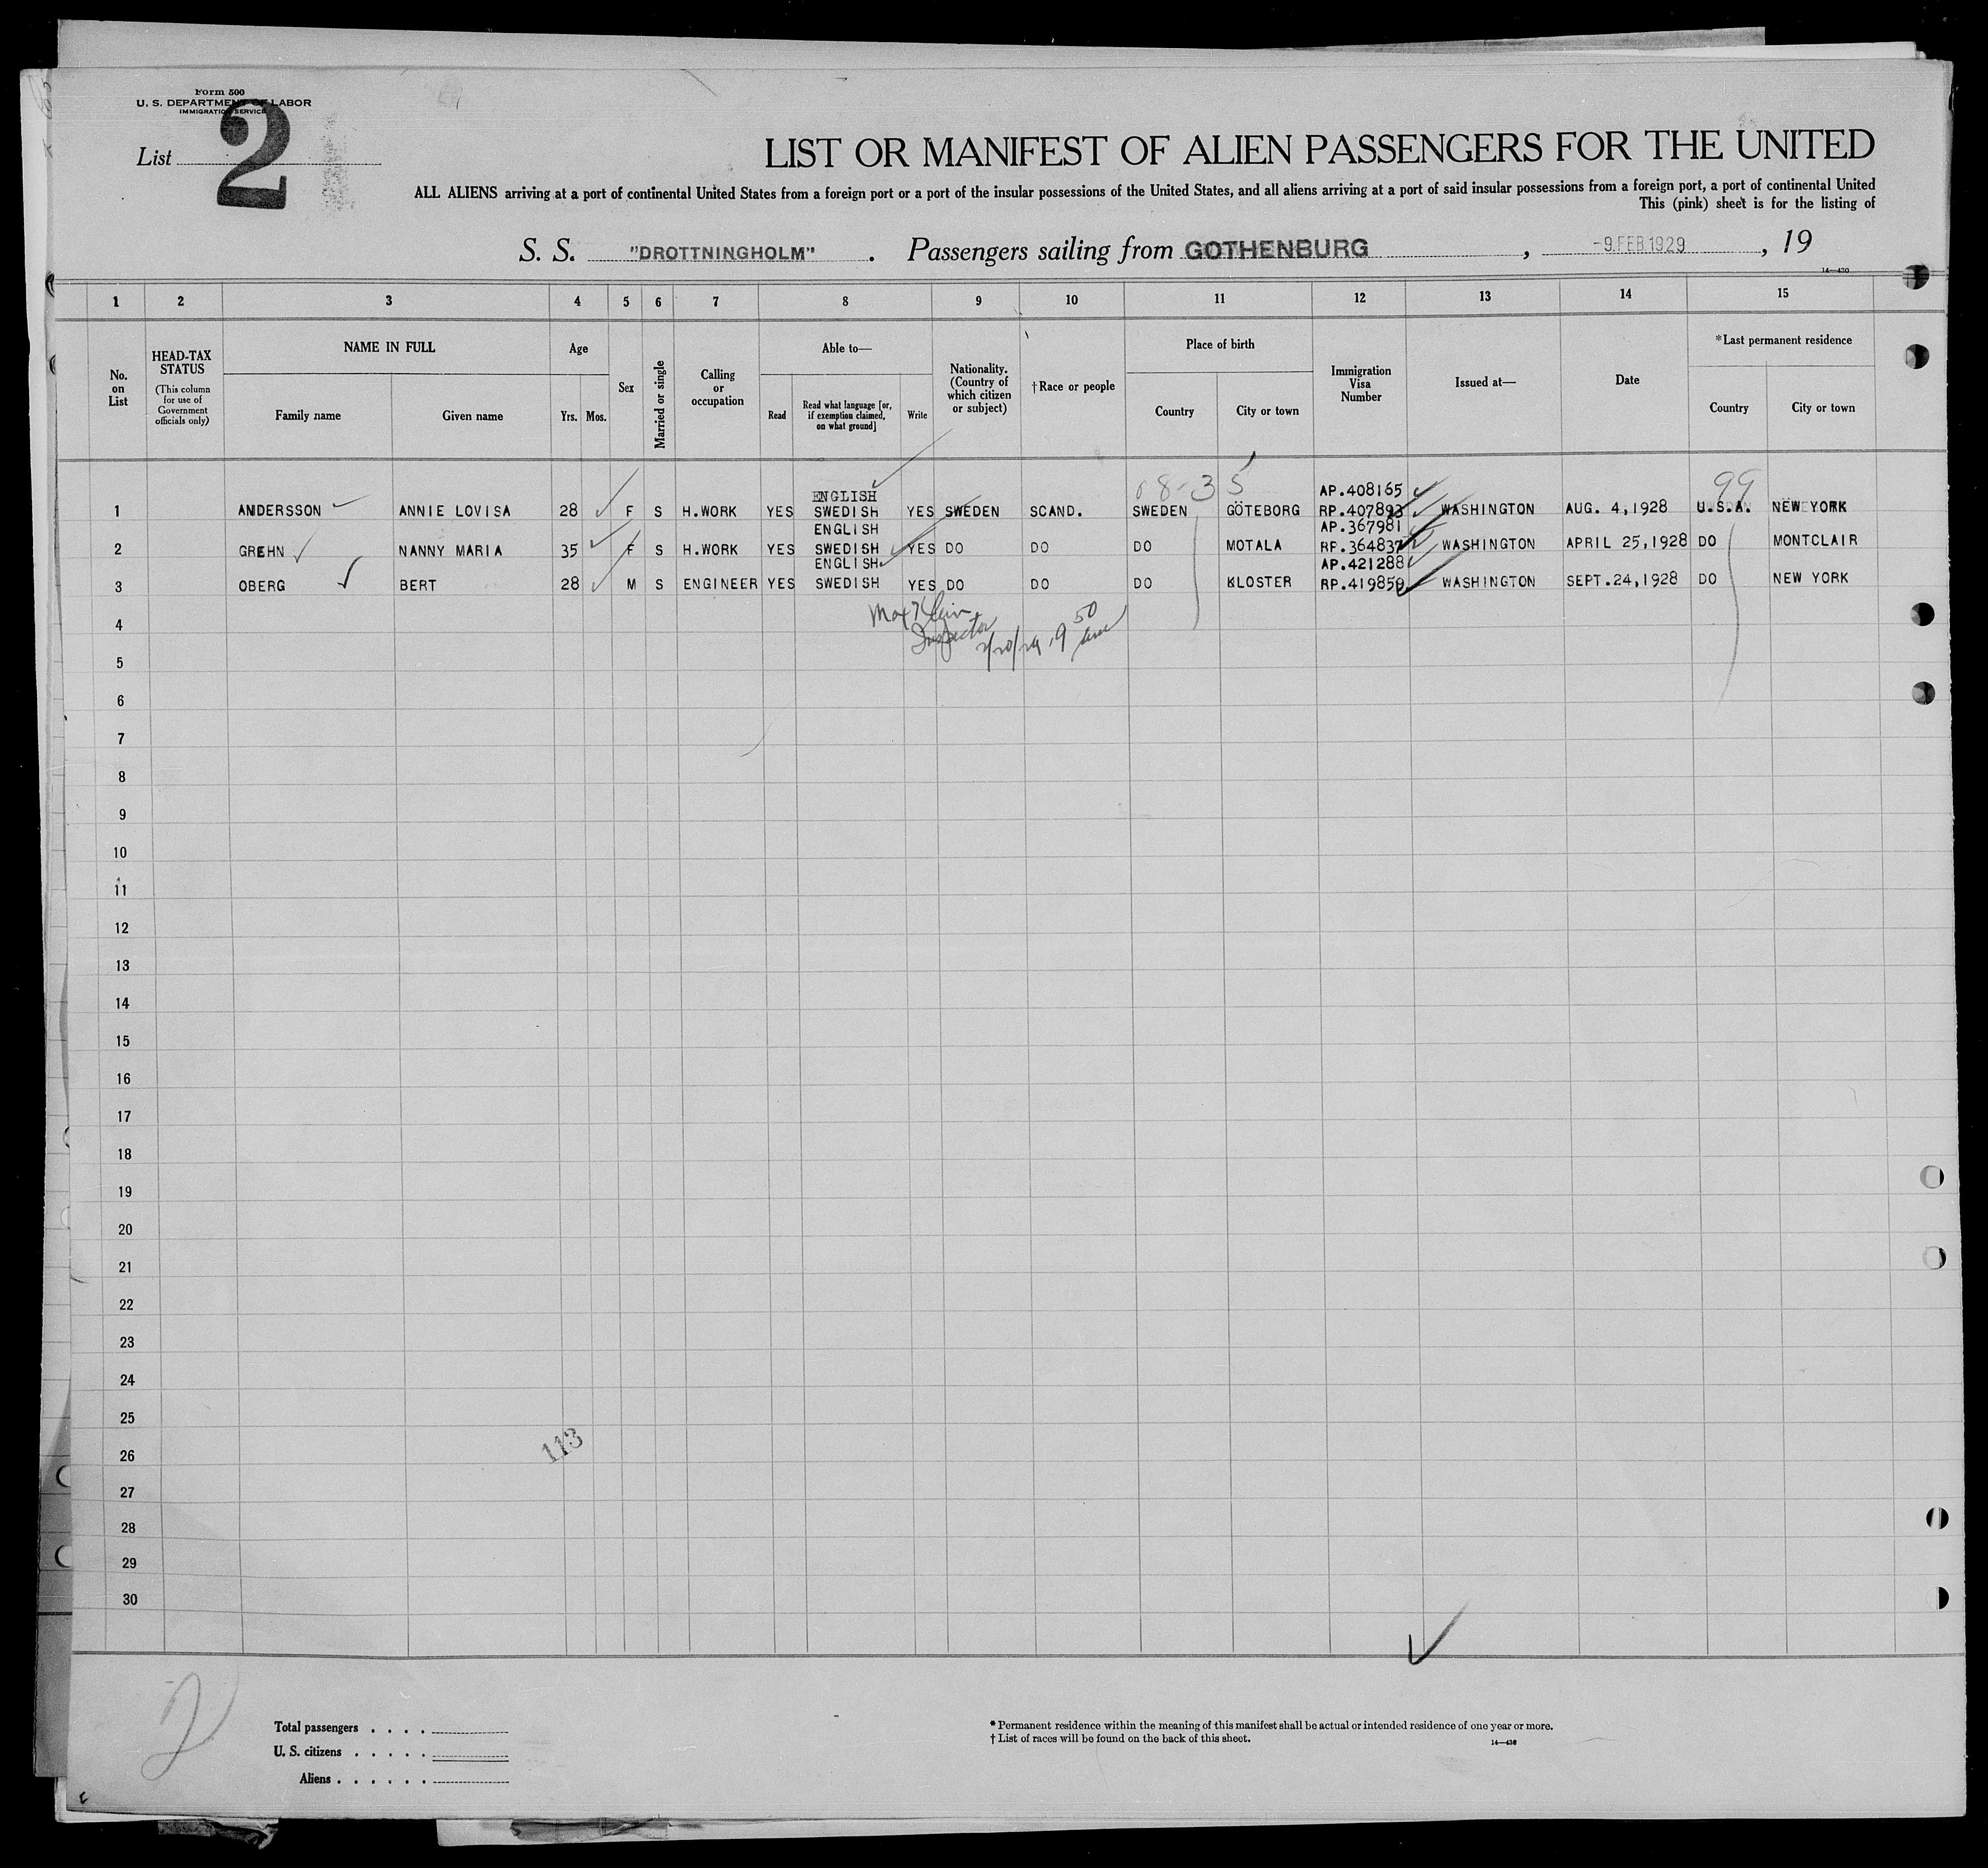 Form 500
U. S. DEPARTMENT OF LABOR
IMMIGRATION SERVICE
List 2
LIST OR MANIFEST OF ALIEN PASSENGERS FOR THE UNITED
ALL ALIENS arriving at a port of continental United States from a foreign port or a port of the insular possessions of the United States, and all aliens arriving at a port of said insular possessions from a foreign port, a port of continental United
This (pink) sheet is for the listing of
S. S. "DROTTNINGHOLM" . Passengers sailing from GOTHENBURG , -9.FEB.1929 , 19
14—430
1 2 3 4 5 6 7 8 9 10 11 12 13 14 15
No. on List
HEAD-TAX STATUS
(This column for use of Government officials only)
NAME IN FULL
Family name Given name
Age
Yrs. Mos.
Sex
Married or single
Calling or occupation
Able to—
Read
Read what language [or, if exemption claimed, on what ground]
Write
Nationality. (Country of which citizen or subject)
†Race or people
Place of birth
Country City or town
Immigration Visa Number
Issued at—
Date
*Last permanent residence
Country City or town
8-3 5 99
ENGLISH AP.408165
1 ANDERSSON ANNIE LOVISA 28 F S H.WORK YES SWEDISH YES SWEDEN SCAND. SWEDEN GÖTEBORG RP.407893 WASHINGTON AUG. 4,1928 U.S.A. NEW YORK
ENGLISH AP.367981
2 GREHN NANNY MARIA 35 F S H.WORK YES SWEDISH YES DO DO DO MOTALA RP.364837 WASHINGTON APRIL 25,1928 DO MONTCLAIR
ENGLISH AP.421288
3 OBERG BERT 28 M S ENGINEER YES SWEDISH YES DO DO DO KLOSTER RP.419850 WASHINGTON SEPT.24,1928 DO NEW YORK
4 Max
Inspector 2/20/29
5
6
7
8
9
10
11
12
13
14
15
16
17
18
19
20
21
22
23
24
25
113
26
27
28
29
30
2
Total passengers . . . .
U. S. citizens . . . . .
Aliens . . . . . .
* Permanent residence within the meaning of this manifest shall be actual or intended residence of one year or more.
† List of races will be found on the back of this sheet.
14—430